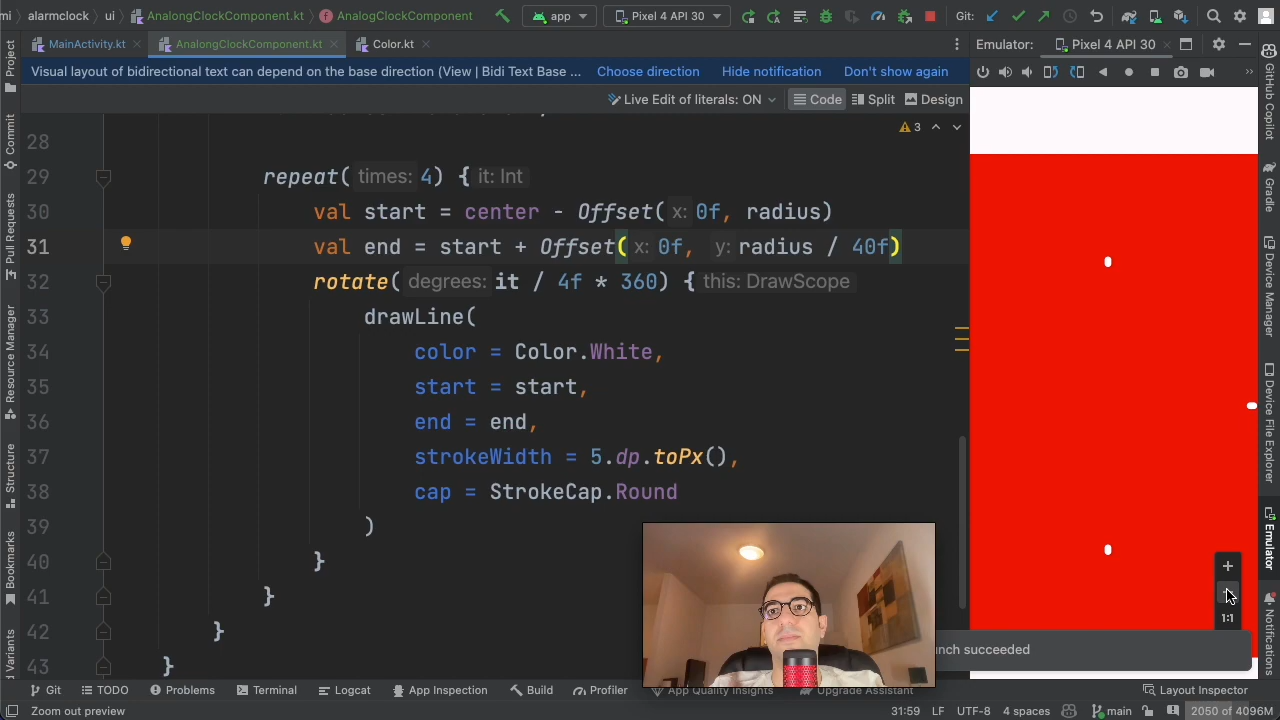 mi alarmclock ui AnalongClockComponent.kt AnalogClockComponent app Pixel 4 API 30 Git:
MainActivity.kt AnalongClockComponent.kt Color.kt Emulator: Pixel 4 API 30
Visual layout of bidirectional text can depend on the base direction (View | Bidi Text Base ... Choose direction Hide notification Don't show again
Live Edit of literals: ON Code Split Design
3
28
29 repeat( times: 4) { it: Int
30 val start = center - Offset( x: 0f, radius)
31 val end = start + Offset( x: 0f, y: radius / 40f)
32 rotate( degrees: it / 4f * 360) { this: DrawScope
33 drawLine(
34 color = Color.White,
35 start = start,
36 end = end,
37 strokeWidth = 5.dp.toPx(),
38 cap = StrokeCap.Round
39 )
40 }
41 }
42 }
43 }
Project
Commit
Pull Requests
Resource Manager
Structure
Bookmarks
Variants
GitHub Copilot
Gradle
Device Manager
Device File Explorer
Emulator
Notifications
1:1
succeeded
Git TODO Problems Terminal Logcat App Inspection Build Profiler App Quality Insights Upgrade Assistant Layout Inspector
Zoom out preview 31:59 LF UTF-8 4 spaces main 2050 of 4096M